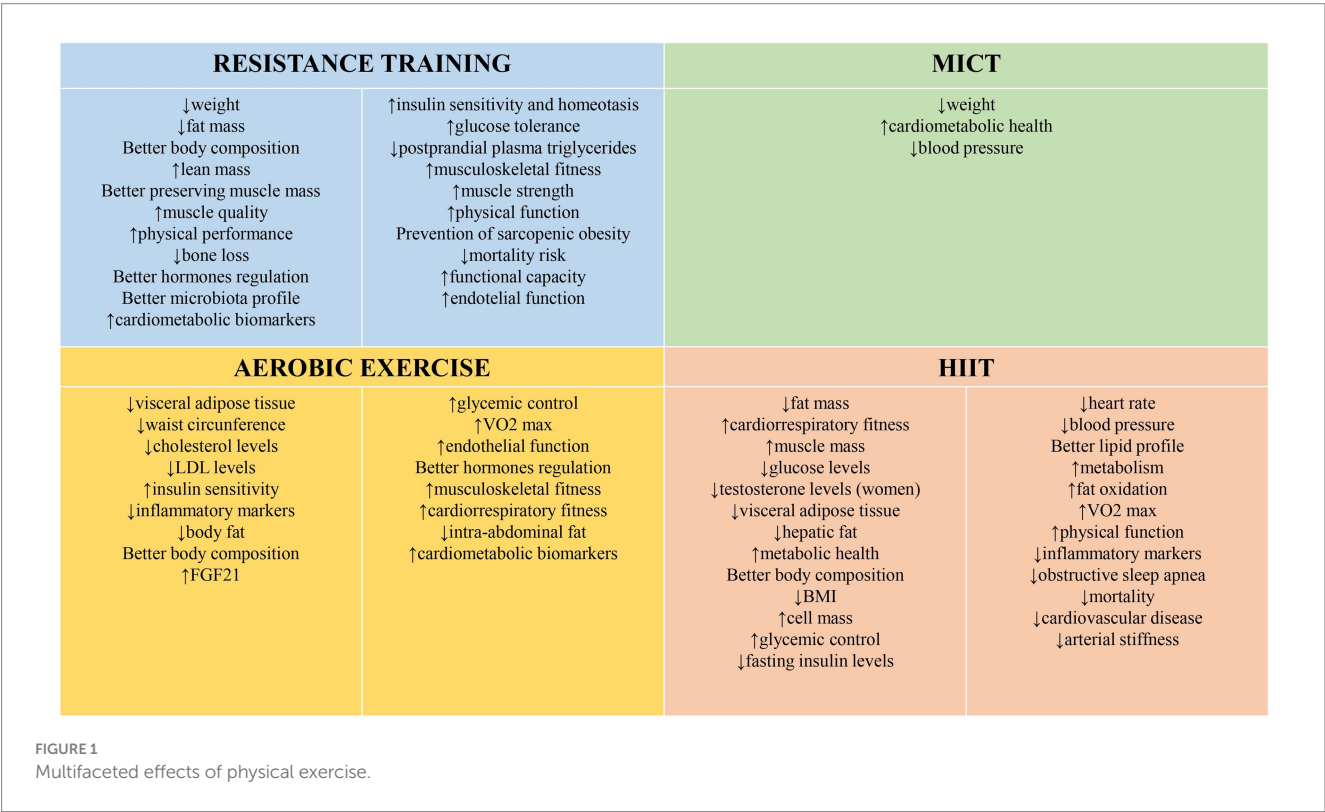 RESISTANCE TRAINING
↓weight
↓fat mass
Better body composition
↑lean mass
Better preserving muscle mass
↑muscle quality
↑physical performance
↓bone loss
Better hormones regulation
Better microbiota profile
↑cardiometabolic biomarkers
↑insulin sensitivity and homeotasis
↑glucose tolerance
↓postprandial plasma triglycerides
↑musculoskeletal fitness
↑muscle strength
↑physical function
Prevention of sarcopenic obesity
↓mortality risk
↑functional capacity
↑endotelial function
MICT
↓weight
↑cardiometabolic health
↓blood pressure
AEROBIC EXERCISE
↓visceral adipose tissue
↓waist circunference
↓cholesterol levels
↓LDL levels
↑insulin sensitivity
↓inflammatory markers
↓body fat
Better body composition
↑FGF21
↑glycemic control
↑VO2 max
↑endothelial function
Better hormones regulation
↑musculoskeletal fitness
↑cardiorrespiratory fitness
↓intra-abdominal fat
↑cardiometabolic biomarkers
HIIT
↓fat mass
↑cardiorrespiratory fitness
↑muscle mass
↓glucose levels
↓testosterone levels (women)
↓visceral adipose tissue
↓hepatic fat
↑metabolic health
Better body composition
↓BMI
↑cell mass
↑glycemic control
↓fasting insulin levels
↓heart rate
↓blood pressure
Better lipid profile
↑metabolism
↑fat oxidation
↑VO2 max
↑physical function
↓inflammatory markers
↓obstructive sleep apnea
↓mortality
↓cardiovascular disease
↓arterial stiffness
FIGURE 1
Multifaceted effects of physical exercise.